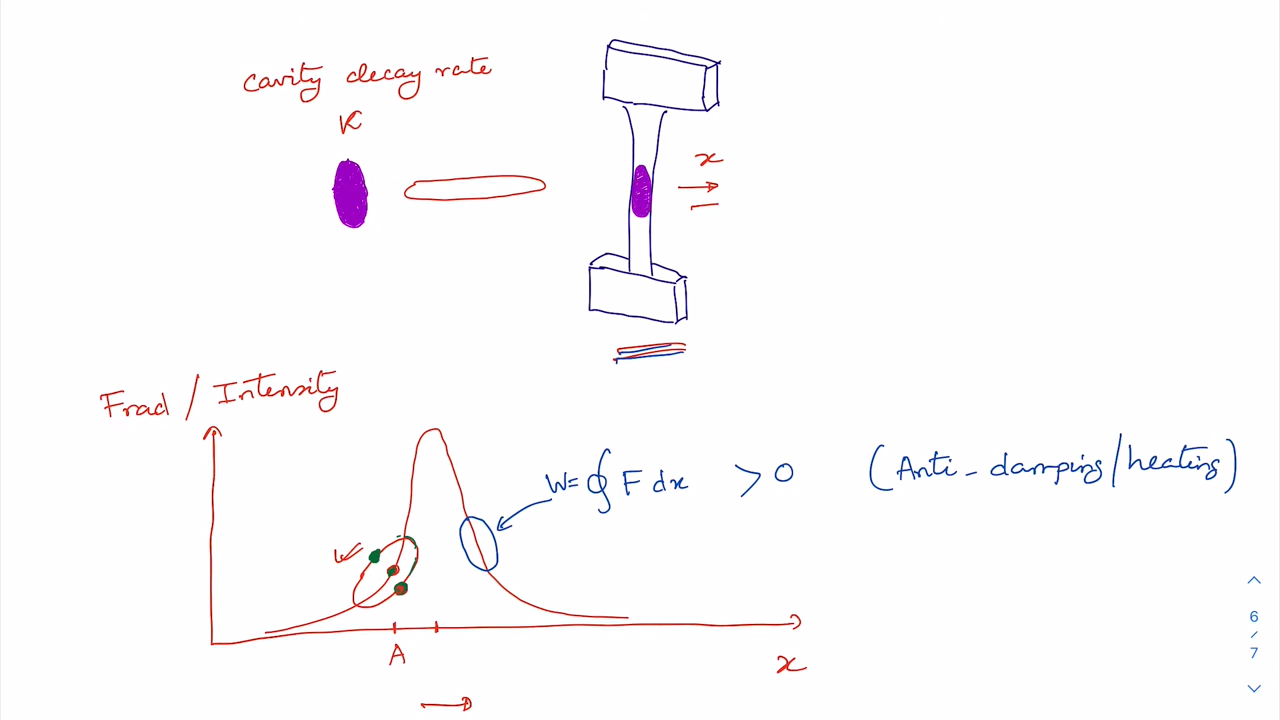 cavity decay rate
K
x
Frad / Intensity
W= ∮ F dx > 0 (Anti-damping/heating)
A
x
6
/
7